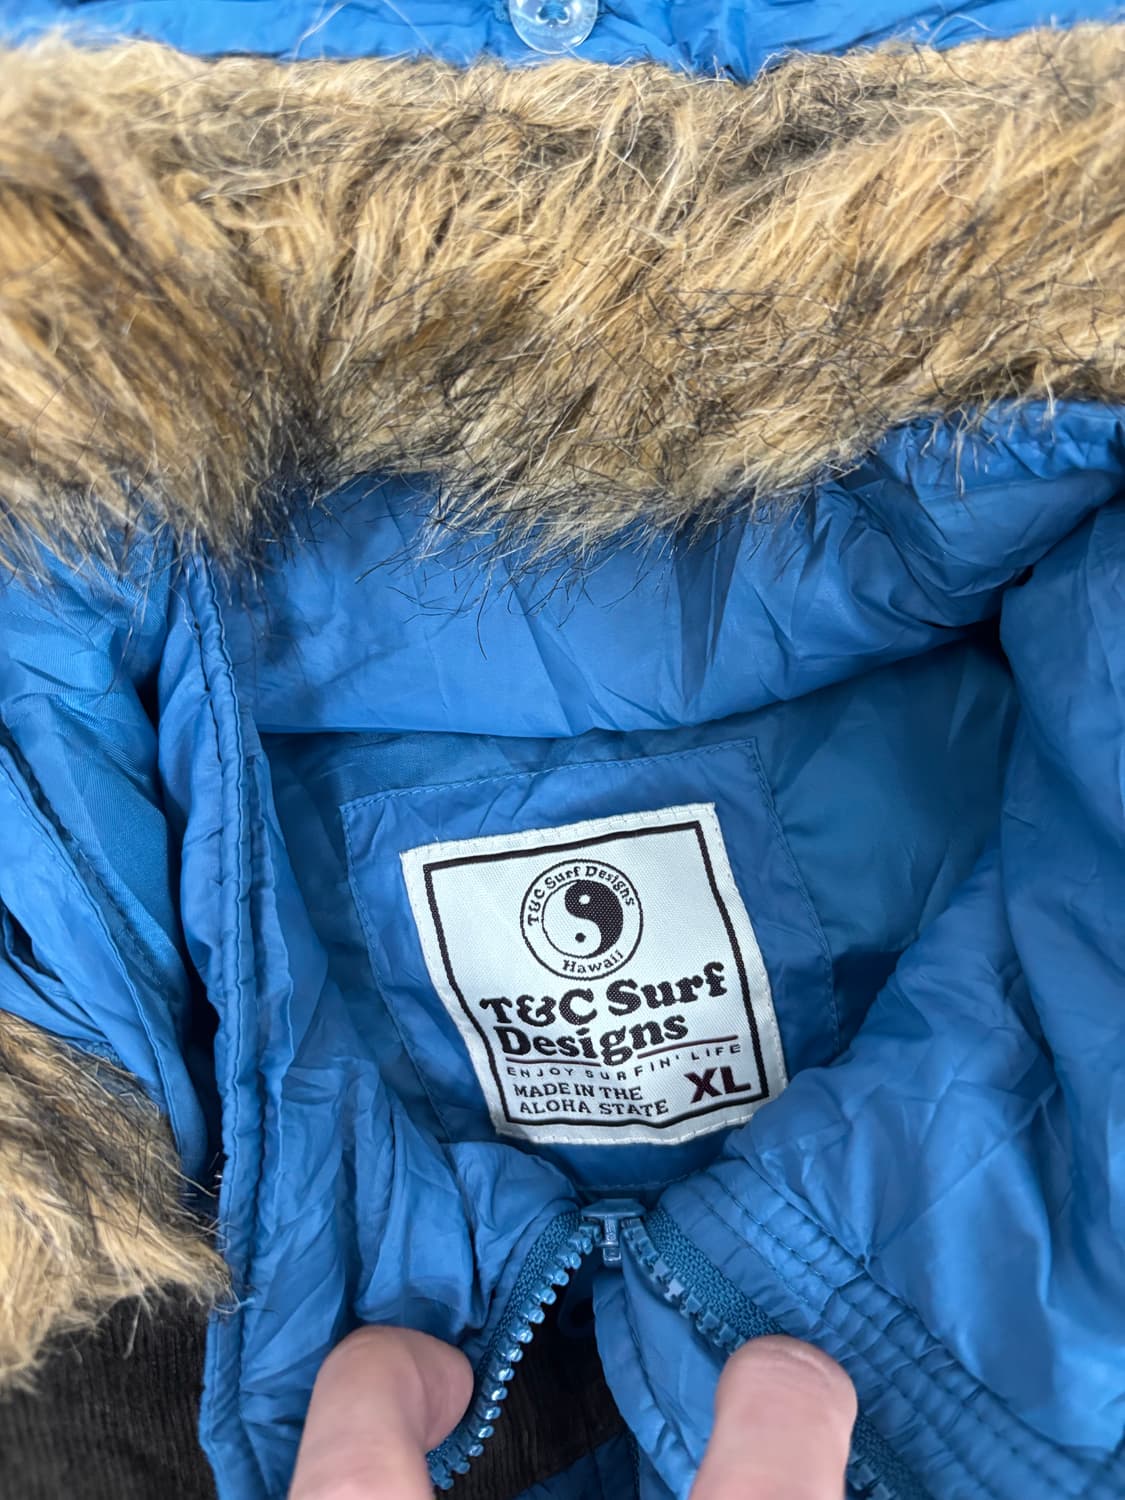 T&C Surf Designs
Hawaii
T&C Surf
Designs
ENJOY SURFIN' LIFE
MADE IN THE
ALOHA STATE
XL